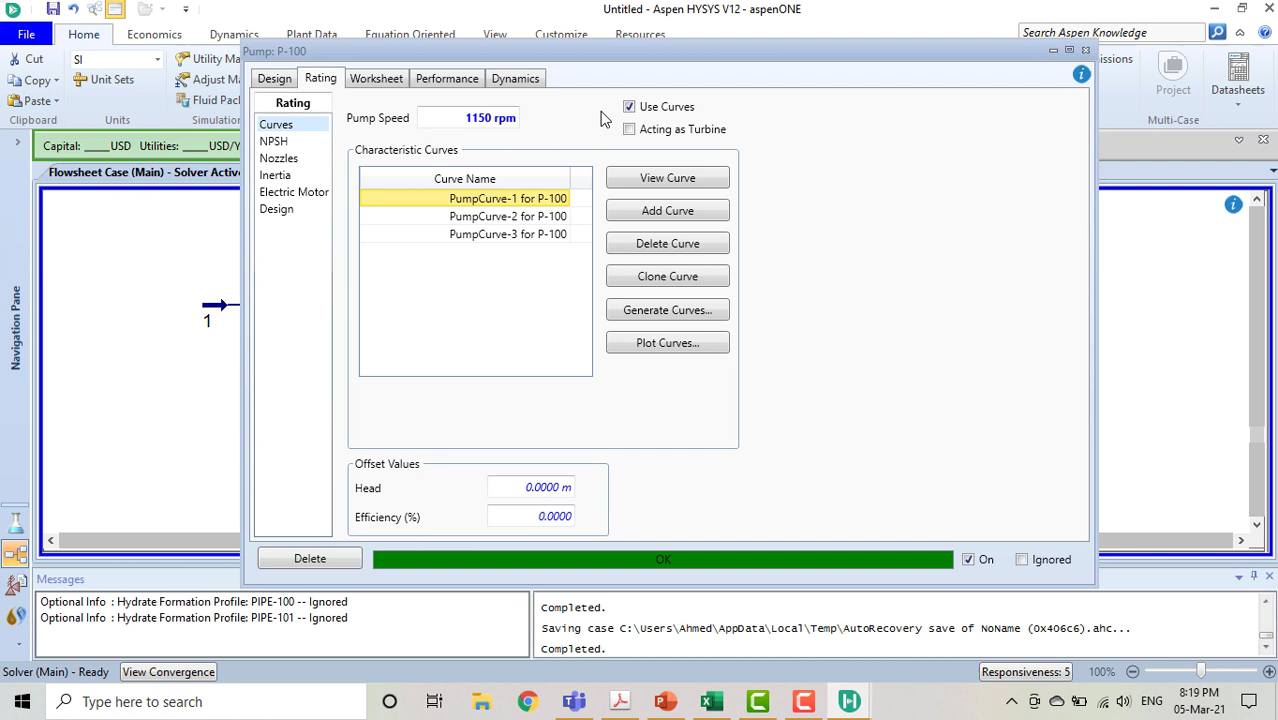 Untitled - Aspen HYSYS V12 - aspenONE
File
Home
Economics
Dynamics
Plant Data
Equation Oriented
View
Customize
Resources
Search Aspen Knowledge
Cut
SI
Utility Ma
Copy
Unit Sets
Adjust M
Paste
Fluid Pac
Clipboard
Units
missions
Project
Datasheets
Multi-Case
Capital: ____USD Utilities: ____USD/Y
Flowsheet Case (Main) - Solver Active
Navigation Pane
1
Pump: P-100
Design
Rating
Worksheet
Performance
Dynamics
Rating
Curves
NPSH
Nozzles
Inertia
Electric Motor
Design
Pump Speed
1150 rpm
Use Curves
Acting as Turbine
Characteristic Curves
Curve Name
PumpCurve-1 for P-100
PumpCurve-2 for P-100
PumpCurve-3 for P-100
View Curve
Add Curve
Delete Curve
Clone Curve
Generate Curves...
Plot Curves...
Offset Values
Head
0.0000 m
Efficiency (%)
0.0000
Delete
OK
On
Ignored
Messages
Optional Info : Hydrate Formation Profile: PIPE-100 -- Ignored
Optional Info : Hydrate Formation Profile: PIPE-101 -- Ignored
Completed.
Saving case C:\Users\Ahmed\AppData\Local\Temp\AutoRecovery save of NoName (0x406c6).ahc...
Completed.
Solver (Main) - Ready
View Convergence
Responsiveness: 5
100%
Type here to search
ENG
8:19 PM
05-Mar-21